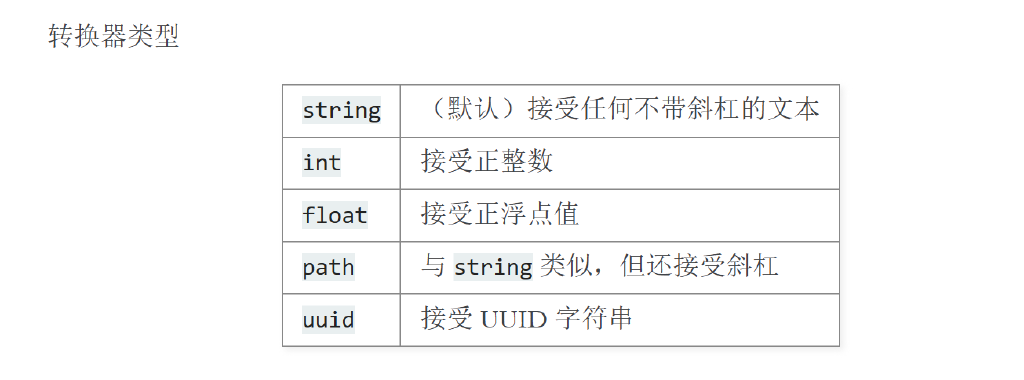 转换器类型
string （默认）接受任何不带斜杠的文本
int 接受正整数
float 接受正浮点值
path 与 string 类似，但还接受斜杠
uuid 接受 UUID 字符串